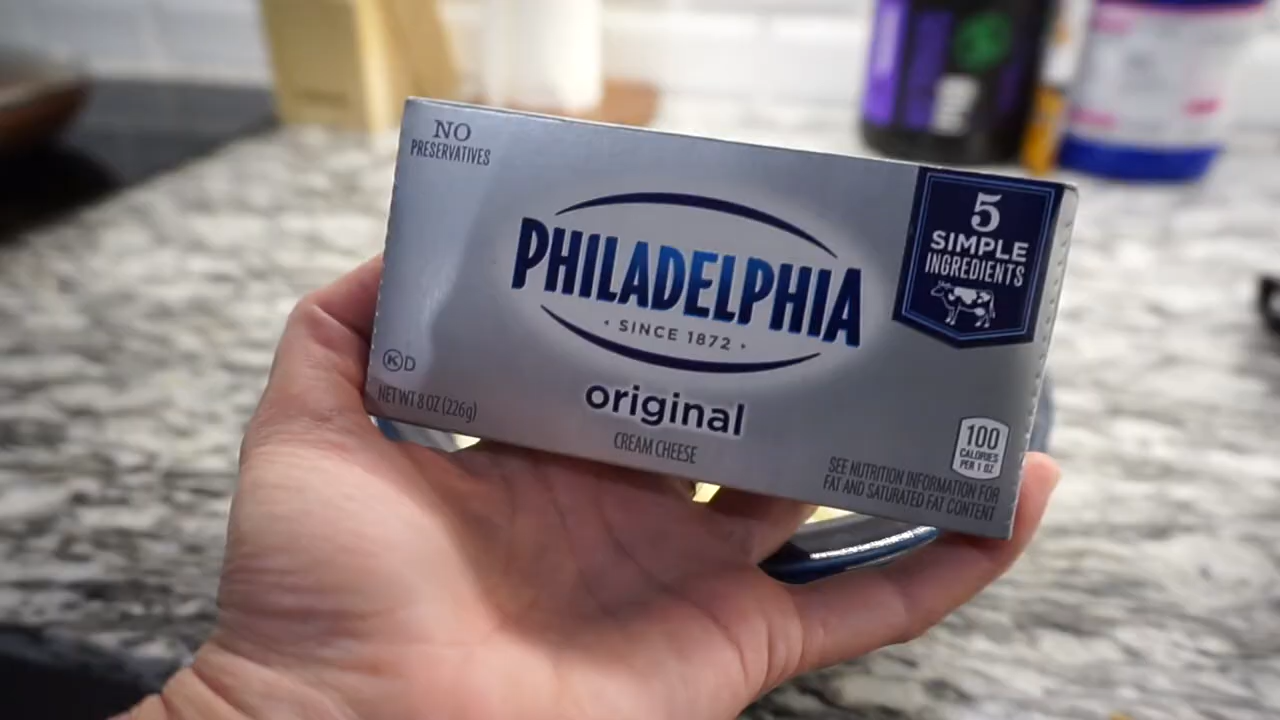 NO
PRESERVATIVES
5
SIMPLE
INGREDIENTS
PHILADELPHIA
• SINCE 1872 •
original
CREAM CHEESE
K D
NET WT 8 OZ (226g)
100
CALORIES
PER 1 OZ
SEE NUTRITION INFORMATION FOR
FAT AND SATURATED FAT CONTENT